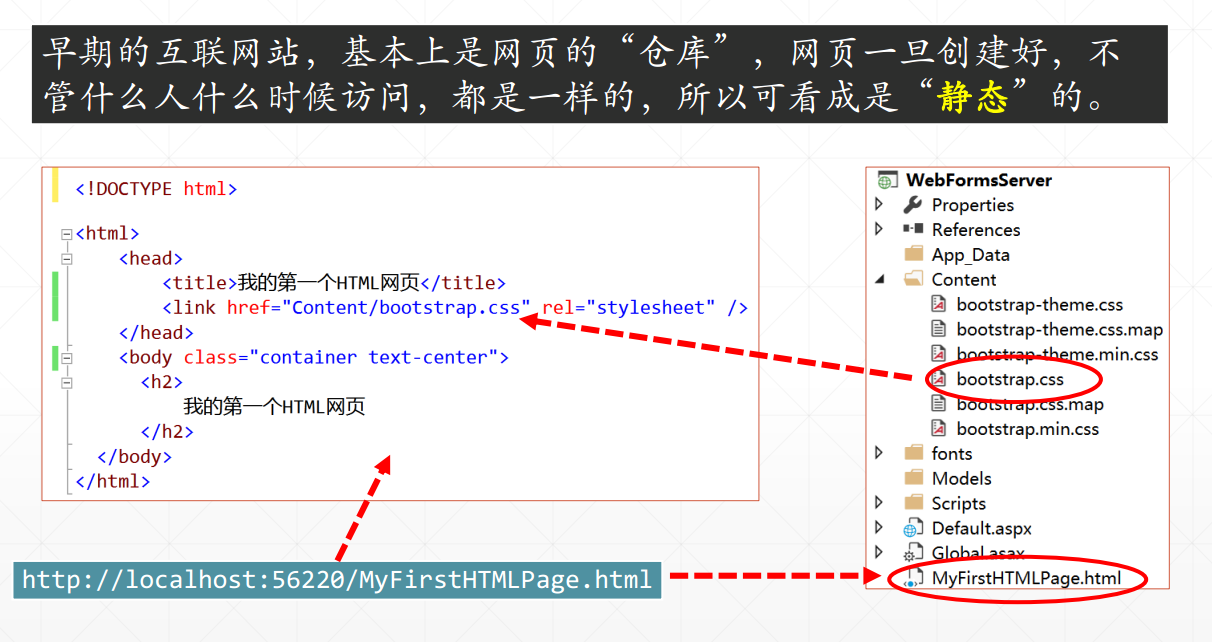 早期的互联网站，基本上是网页的“仓库”，网页一旦创建好，不
管什么人什么时候访问，都是一样的，所以可看成是“静态”的。
<!DOCTYPE html>
<html>
<head>
<title>我的第一个HTML网页</title>
<link href="Content/bootstrap.css" rel="stylesheet" />
</head>
<body class="container text-center">
<h2>
我的第一个HTML网页
</h2>
</body>
</html>
WebFormsServer
Properties
References
App_Data
Content
bootstrap-theme.css
bootstrap-theme.css.map
bootstrap-theme.min.css
bootstrap.css
bootstrap.css.map
bootstrap.min.css
fonts
Models
Scripts
Default.aspx
Global.asax
MyFirstHTMLPage.html
http://localhost:56220/MyFirstHTMLPage.html